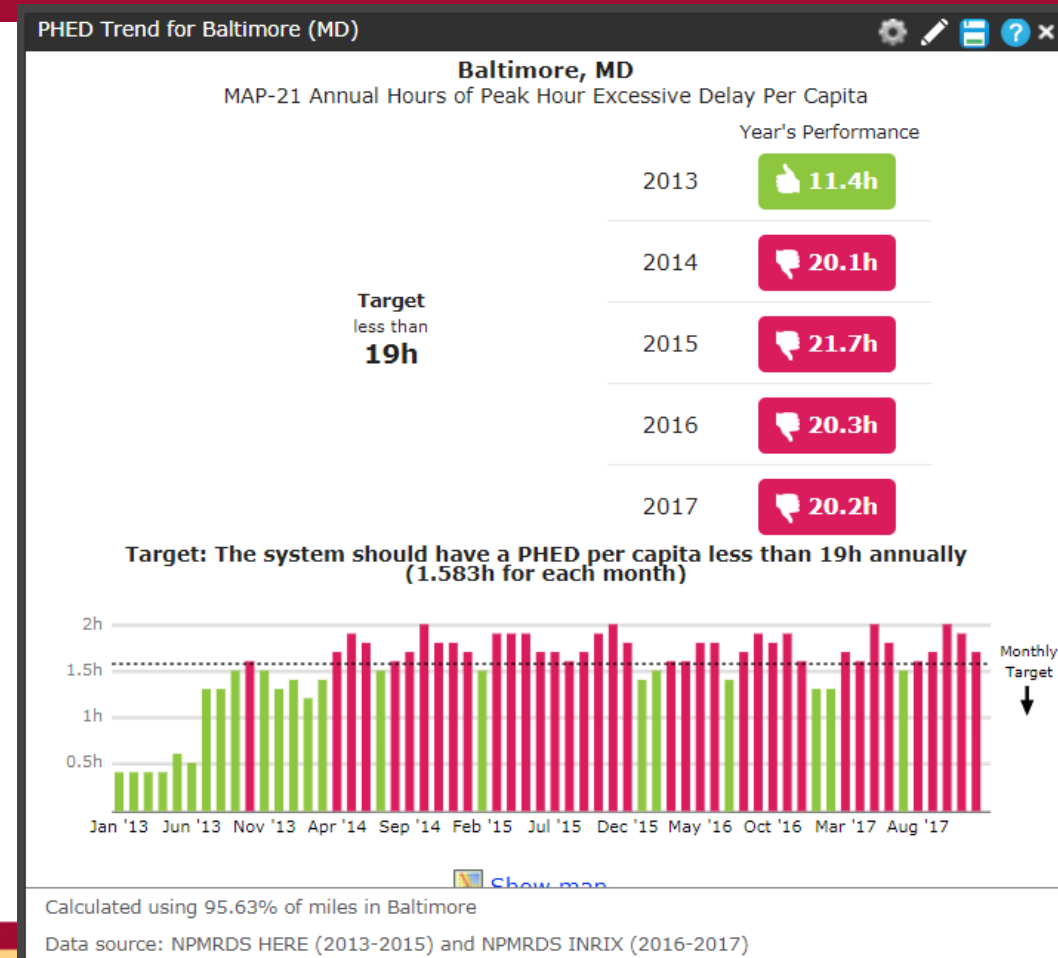 PHED Trend for Baltimore (MD)
Baltimore, MD
MAP-21 Annual Hours of Peak Hour Excessive Delay Per Capita
Year's Performance
2013 11.4h
2014 20.1h
Target
less than
19h
2015 21.7h
2016 20.3h
2017 20.2h
Target: The system should have a PHED per capita less than 19h annually
(1.583h for each month)
2h
1.5h
1h
0.5h
Monthly
Target
Jan '13 Jun '13 Nov '13 Apr '14 Sep '14 Feb '15 Jul '15 Dec '15 May '16 Oct '16 Mar '17 Aug '17
Show map
Calculated using 95.63% of miles in Baltimore
Data source: NPMRDS HERE (2013-2015) and NPMRDS INRIX (2016-2017)